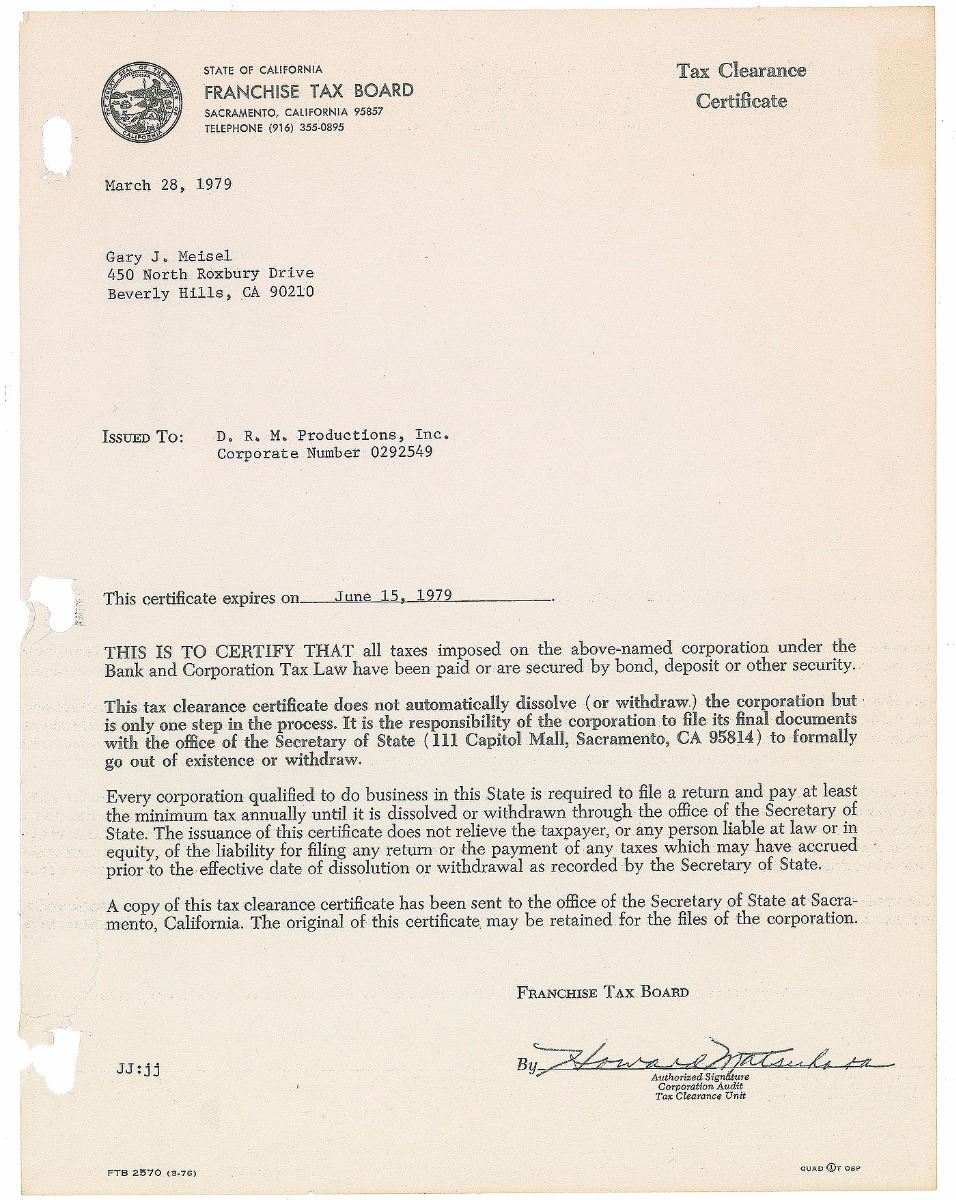 STATE OF CALIFORNIA
FRANCHISE TAX BOARD
SACRAMENTO, CALIFORNIA 95857
TELEPHONE (916) 355-0895
Tax Clearance
Certificate
March 28, 1979
Gary J. Meisel
450 North Roxbury Drive
Beverly Hills, CA 90210
ISSUED TO: D. R. M. Productions, Inc.
Corporate Number 0292549
This certificate expires on June 15, 1979.
THIS IS TO CERTIFY THAT all taxes imposed on the above-named corporation under the
Bank and Corporation Tax Law have been paid or are secured by bond, deposit or other security.
This tax clearance certificate does not automatically dissolve (or withdraw) the corporation but
is only one step in the process. It is the responsibility of the corporation to file its final documents
with the office of the Secretary of State (111 Capitol Mall, Sacramento, CA 95814) to formally
go out of existence or withdraw.
Every corporation qualified to do business in this State is required to file a return and pay at least
the minimum tax annually until it is dissolved or withdrawn through the office of the Secretary of
State. The issuance of this certificate does not relieve the taxpayer, or any person liable at law or in
equity, of the liability for filing any return or the payment of any taxes which may have accrued
prior to the effective date of dissolution or withdrawal as recorded by the Secretary of State.
A copy of this tax clearance certificate has been sent to the office of the Secretary of State at Sacra-
mento, California. The original of this certificate may be retained for the files of the corporation.
FRANCHISE TAX BOARD
JJ:jj
By Howard Matsuhara
Authorized Signature
Corporation Audit
Tax Clearance Unit
FTB 2570 (3-76)
QUAD T OSP